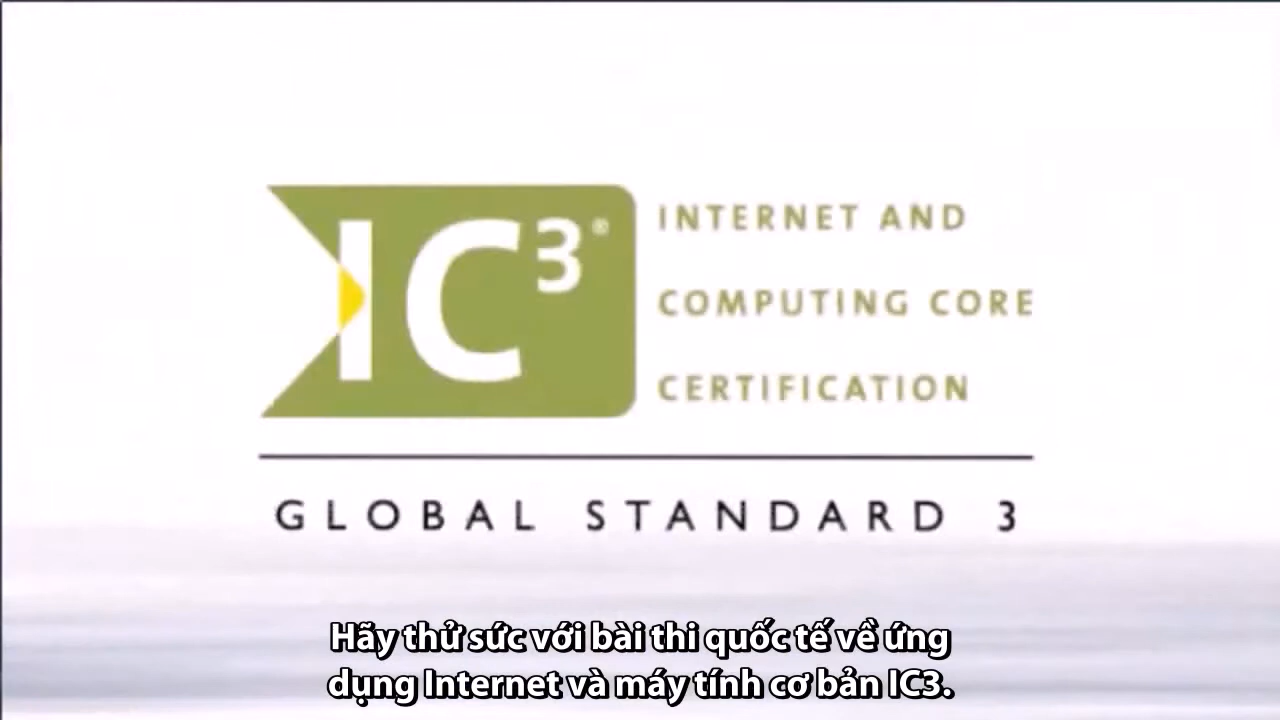 IC3®
INTERNET AND
COMPUTING CORE
CERTIFICATION
GLOBAL STANDARD 3
Hãy thử sức với bài thi quốc tế về ứng
dụng Internet và máy tính cơ bản IC3.